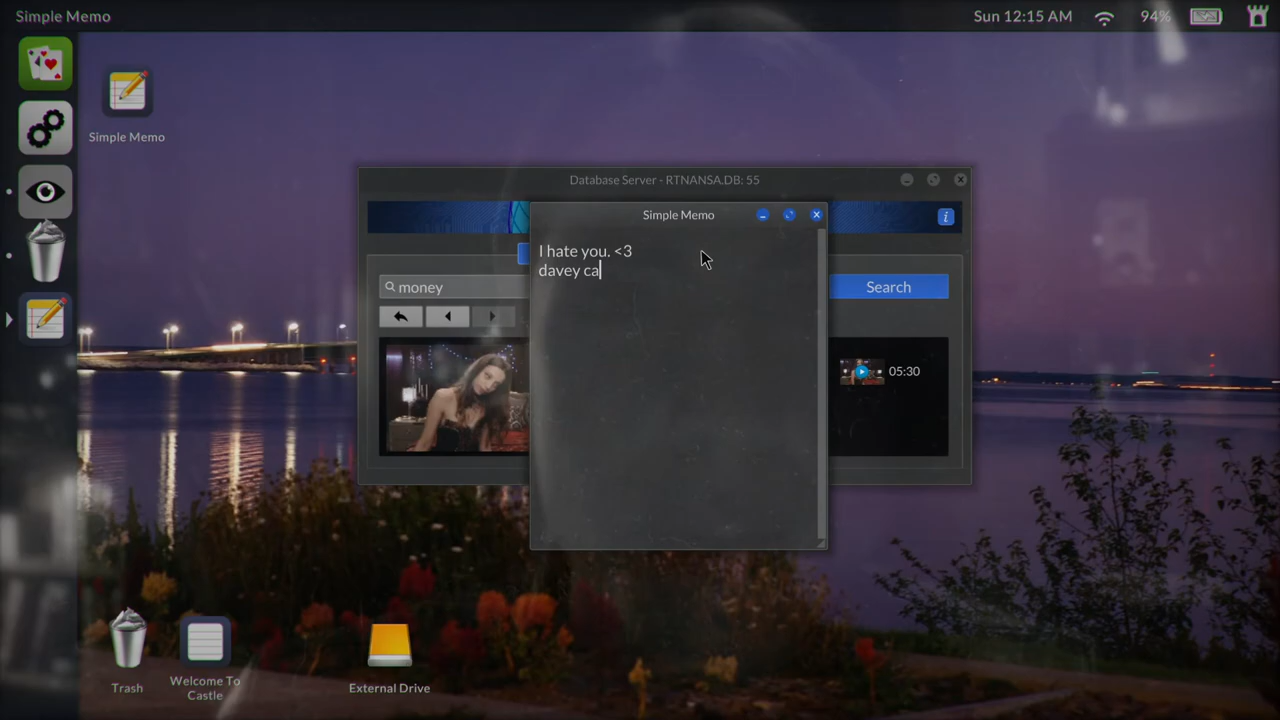 Simple Memo
Sun 12:15 AM
94%
Simple Memo
Database Server - RTNANSA.DB: 55
Simple Memo
i
I hate you. <3
davey ca
money
Search
05:30
Trash
Welcome To
Castle
External Drive